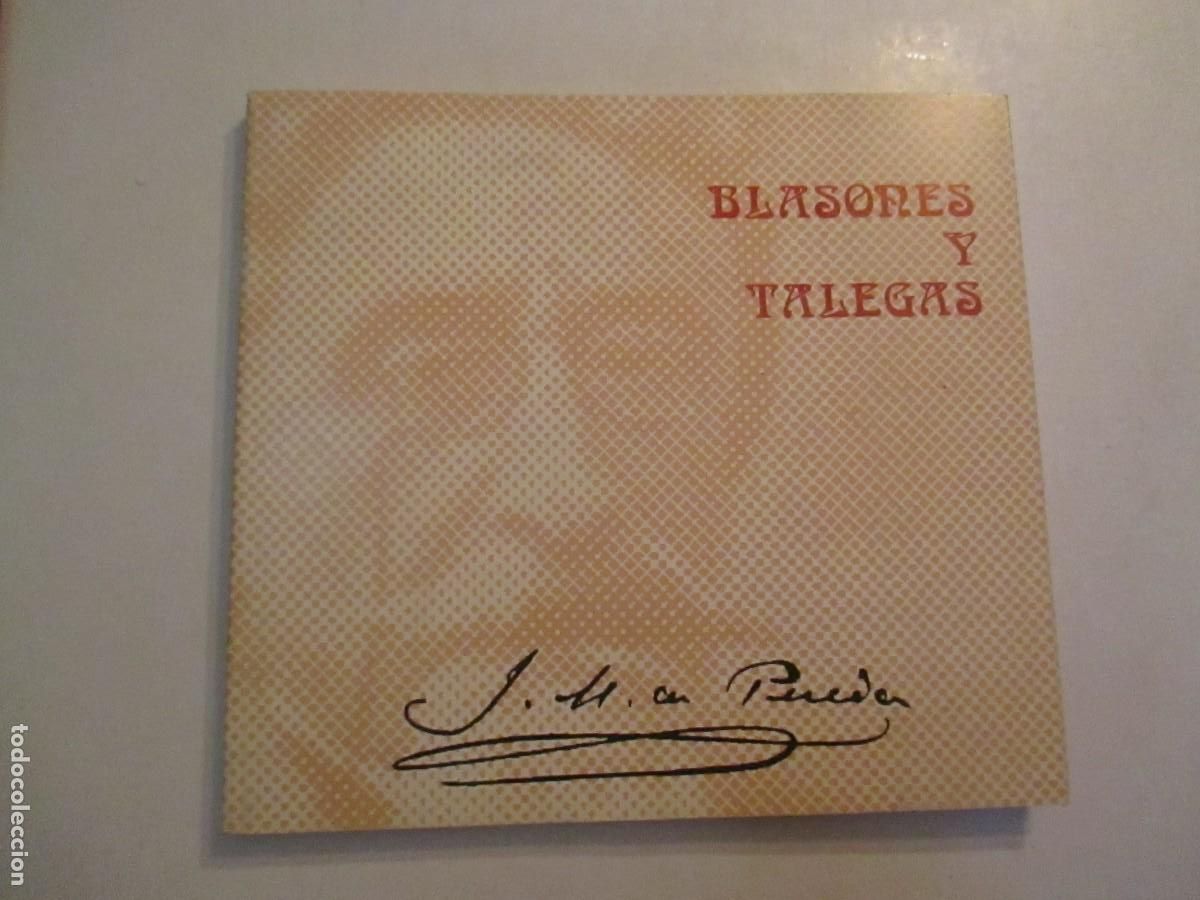 BLASONES
Y
TALEGAS
J. M. de Pereda
todocoleccion